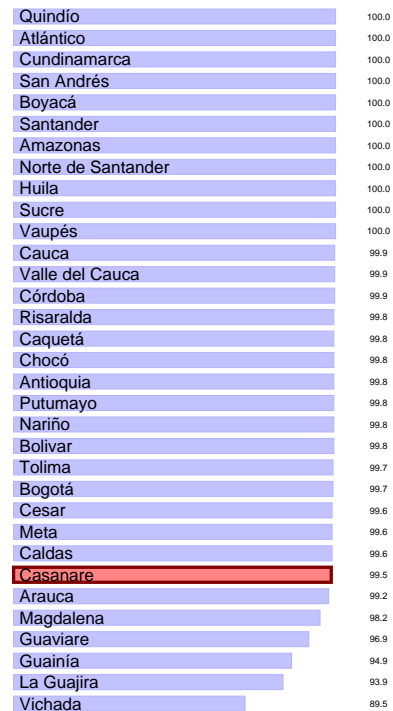 Quindío 100.0
Atlántico 100.0
Cundinamarca 100.0
San Andrés 100.0
Boyacá 100.0
Santander 100.0
Amazonas 100.0
Norte de Santander 100.0
Huila 100.0
Sucre 100.0
Vaupés 100.0
Cauca 99.9
Valle del Cauca 99.9
Córdoba 99.9
Risaralda 99.8
Caquetá 99.8
Chocó 99.8
Antioquia 99.8
Putumayo 99.8
Nariño 99.8
Bolivar 99.8
Tolima 99.7
Bogotá 99.7
Cesar 99.6
Meta 99.6
Caldas 99.6
Casanare 99.5
Arauca 99.2
Magdalena 98.2
Guaviare 96.9
Guainía 94.9
La Guajira 93.9
Vichada 89.5